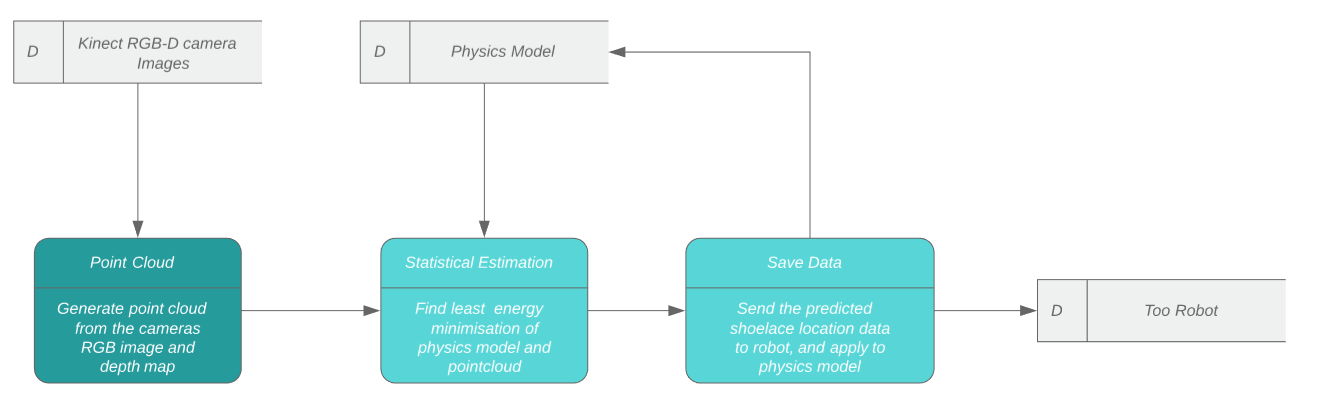 D
Kinect RGB-D camera
Images
D
Physics Model
Point Cloud
Generate point cloud
from the cameras
RGB image and
depth map
Statistical Estimation
Find least energy
minimisation of
physics model and
pointcloud
Save Data
Send the predicted
shoelace location data
to robot, and apply to
physics model
D
Too Robot